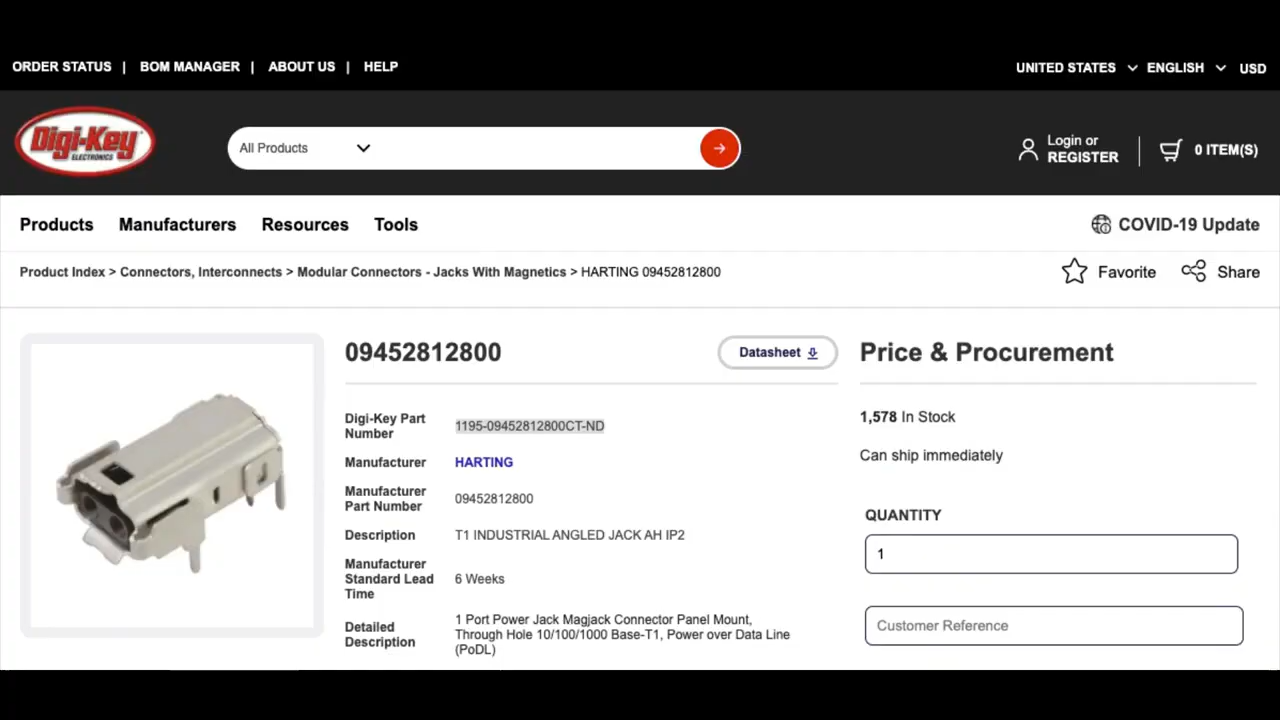 ORDER STATUS | BOM MANAGER | ABOUT US | HELP
UNITED STATES ENGLISH USD
Digi-Key
ELECTRONICS
All Products
Login or
REGISTER
0 ITEM(S)
Products Manufacturers Resources Tools
COVID-19 Update
Product Index > Connectors, Interconnects > Modular Connectors - Jacks With Magnetics > HARTING 09452812800
Favorite Share
09452812800
Datasheet
Digi-Key Part
Number
1195-09452812800CT-ND
Manufacturer
HARTING
Manufacturer
Part Number
09452812800
Description
T1 INDUSTRIAL ANGLED JACK AH IP2
Manufacturer
Standard Lead
Time
6 Weeks
Detailed
Description
1 Port Power Jack Magjack Connector Panel Mount,
Through Hole 10/100/1000 Base-T1, Power over Data Line
(PoDL)
Price & Procurement
1,578 In Stock
Can ship immediately
QUANTITY
1
Customer Reference